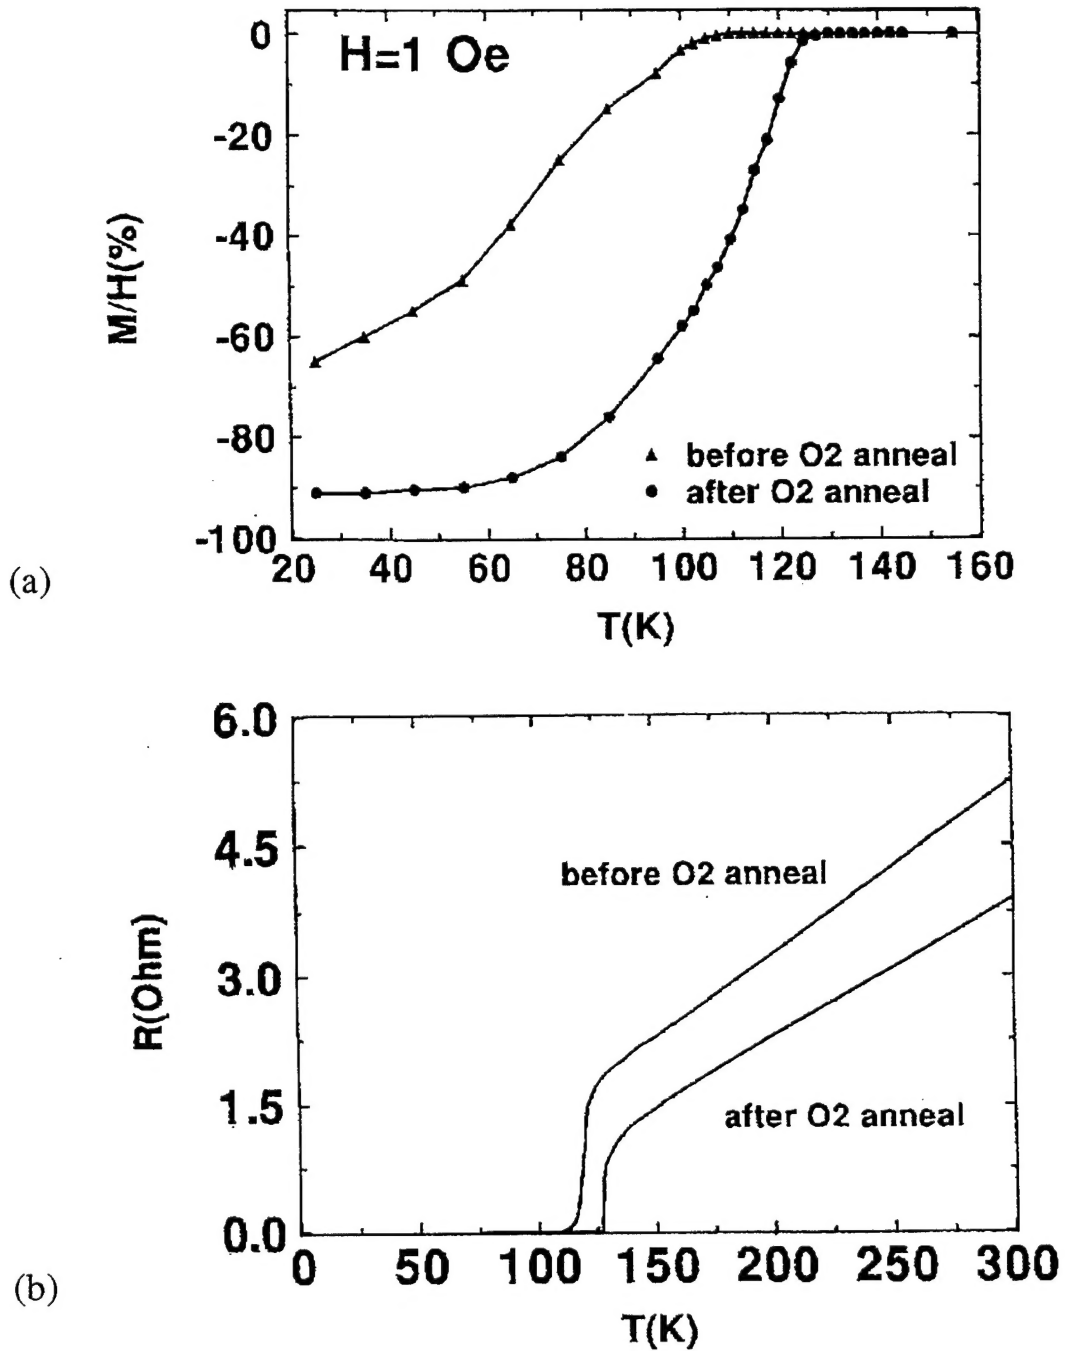 H=1 Oe
0
-20
-40
-60
-80
-100
M/H(%)
before O2 anneal
after O2 anneal
20 40 60 80 100 120 140 160
T(K)
(a)
6.0
4.5
3.0
1.5
0.0
R(Ohm)
before O2 anneal
after O2 anneal
0 50 100 150 200 250 300
T(K)
(b)